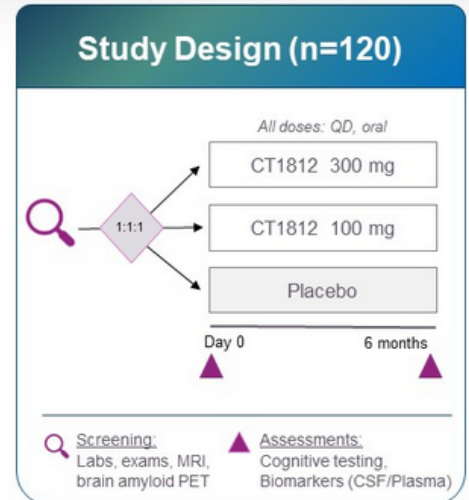 Study Design (n=120)
All doses: QD, oral
CT1812 300 mg
1:1:1
CT1812 100 mg
Placebo
Day 0 6 months
Screening:
Labs, exams, MRI,
brain amyloid PET
Assessments:
Cognitive testing,
Biomarkers (CSF/Plasma)